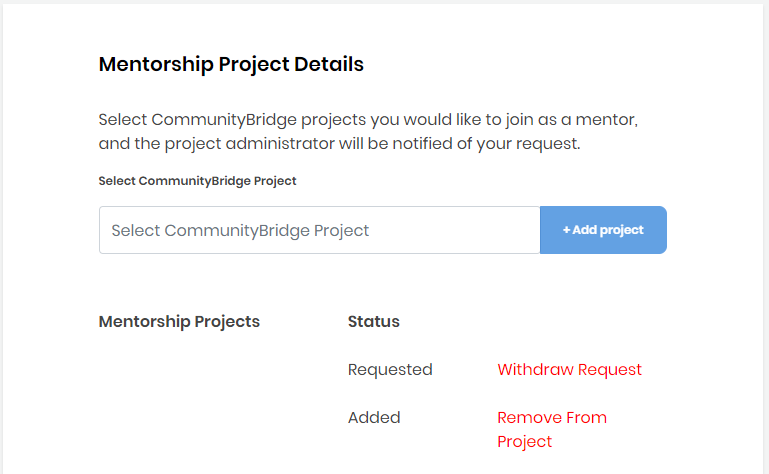 Mentorship Project Details
Select CommunityBridge projects you would like to join as a mentor,
and the project administrator will be notified of your request.
Select CommunityBridge Project
Select CommunityBridge Project
+ Add project
Mentorship Projects Status
Requested Withdraw Request
Added Remove From
Project